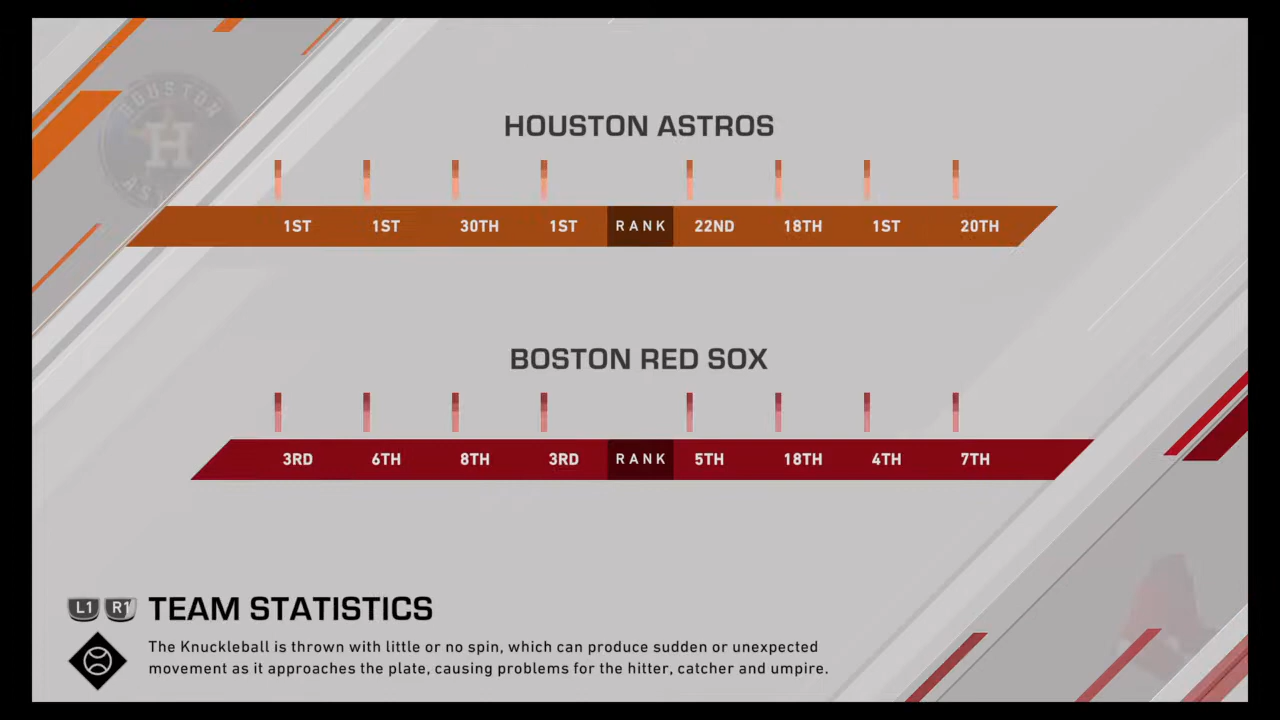 HOUSTON
H
HOUSTON ASTROS
1ST 1ST 30TH 1ST RANK 22ND 18TH 1ST 20TH
BOSTON RED SOX
3RD 6TH 8TH 3RD RANK 5TH 18TH 4TH 7TH
L1 R1 TEAM STATISTICS
The Knuckleball is thrown with little or no spin, which can produce sudden or unexpected
movement as it approaches the plate, causing problems for the hitter, catcher and umpire.